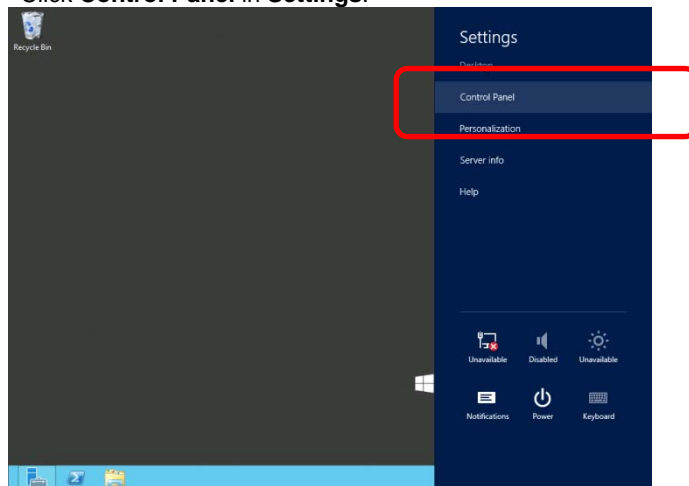 Click Control Panel in Settings.
Recycle Bin
Settings
Desktop
Control Panel
Personalization
Server info
Help
Unavailable
Disabled
Unavailable
Notifications
Power
Keyboard